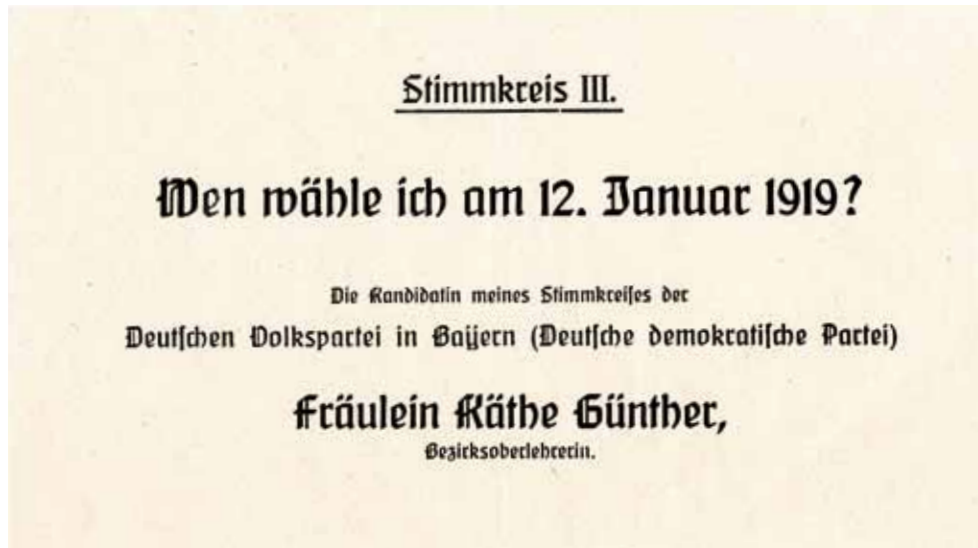 Stimmkreis III.
Wen wähle ich am 12. Januar 1919?
Die Kandidatin meines Stimmkreiſes der
Deutſchen Volkspartei in Bayern (Deutſche demokratiſche Partei)
Fräulein Käthe Günther,
Bezirksoberlehrerin.